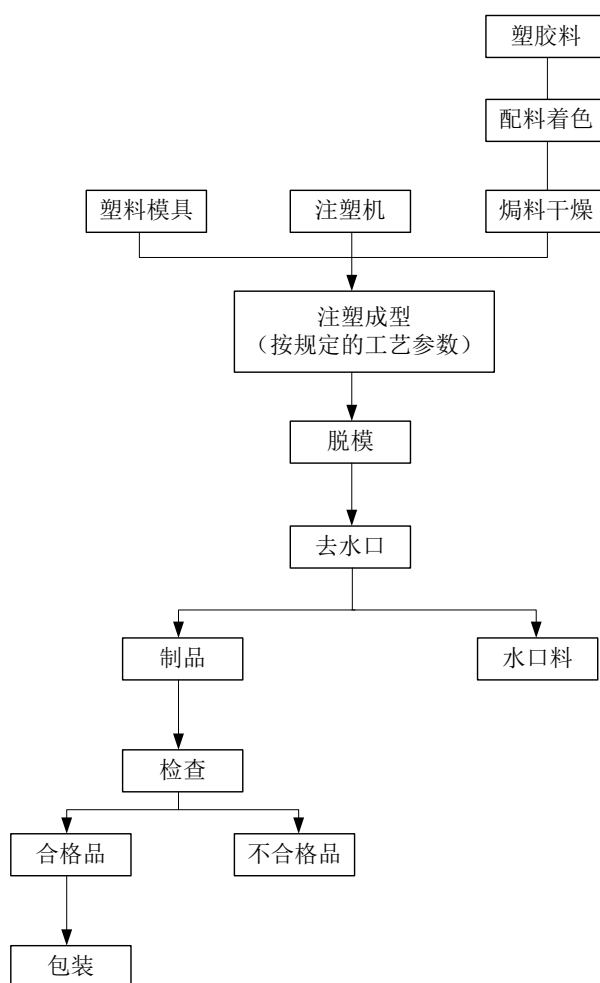 塑胶料
配料着色
塑料模具
注塑机
焗料干燥
注塑成型
（按规定的工艺参数）
脱模
去水口
制品
水口料
检查
合格品
不合格品
包装